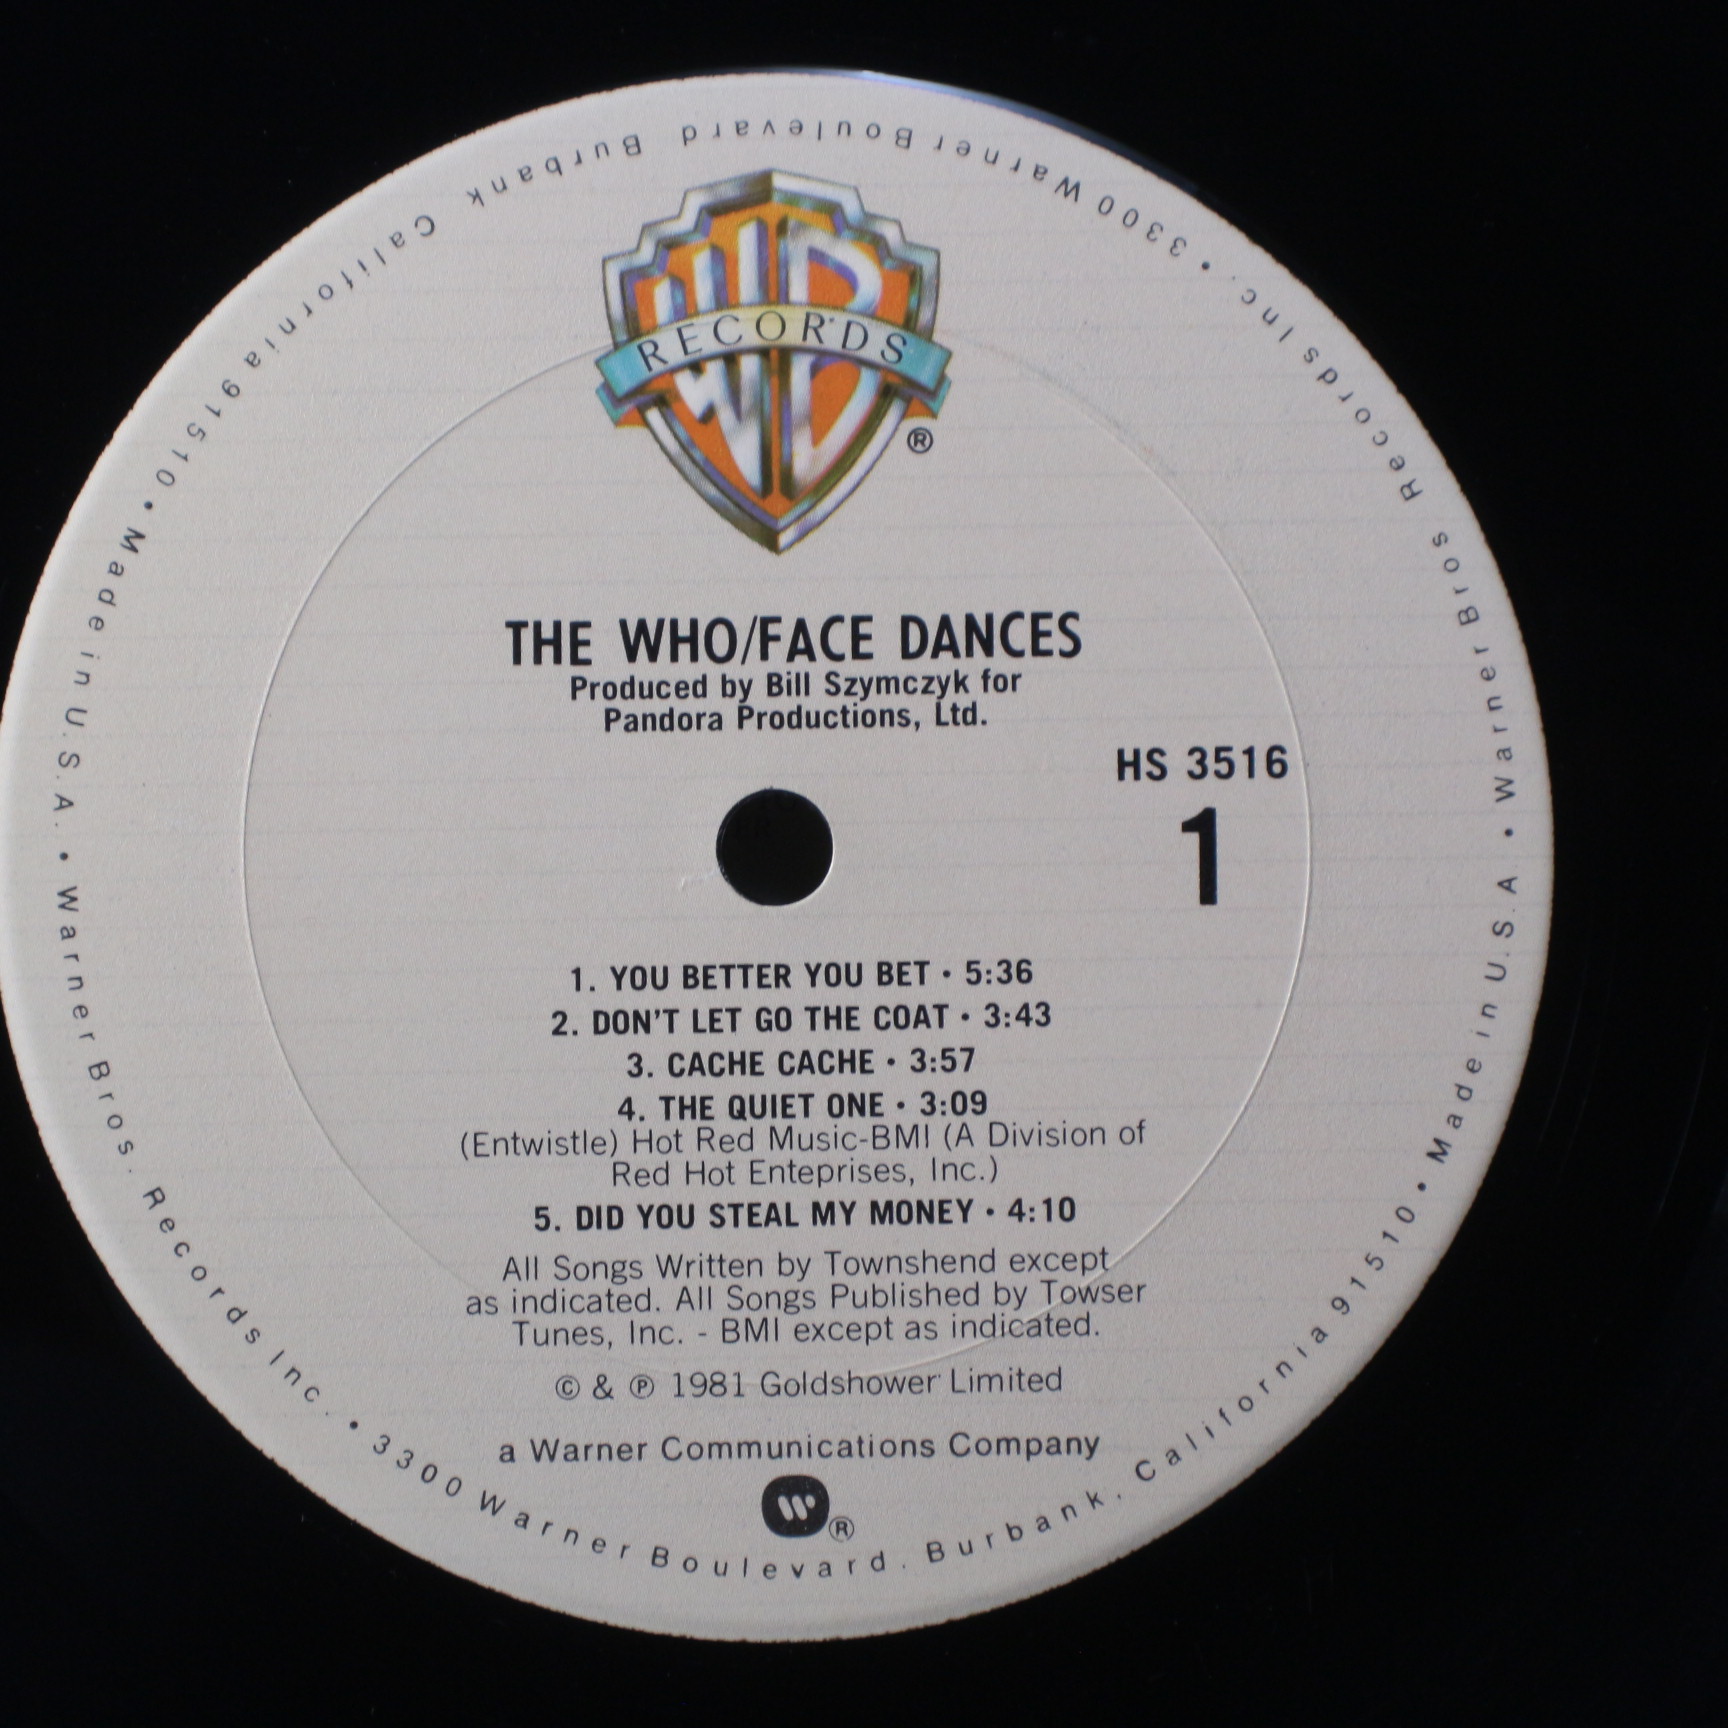 WB
RECORDS
®
THE WHO/FACE DANCES
Produced by Bill Szymczyk for
Pandora Productions, Ltd.
HS 3516
1
1. YOU BETTER YOU BET • 5:36
2. DON'T LET GO THE COAT • 3:43
3. CACHE CACHE • 3:57
4. THE QUIET ONE • 3:09
(Entwistle) Hot Red Music-BMI (A Division of
Red Hot Enteprises, Inc.)
5. DID YOU STEAL MY MONEY • 4:10
All Songs Written by Townshend except
as indicated. All Songs Published by Towser
Tunes, Inc. - BMI except as indicated.
© & ℗ 1981 Goldshower Limited
a Warner Communications Company
W®
Warner Bros. Records Inc. • 3300 Warner Boulevard. Burbank. California 91510 • Made in U.S.A • Warner Bros Records Inc. • 3300 Warner Boulevard Burbank California 91510 • Made in U.S.A. •